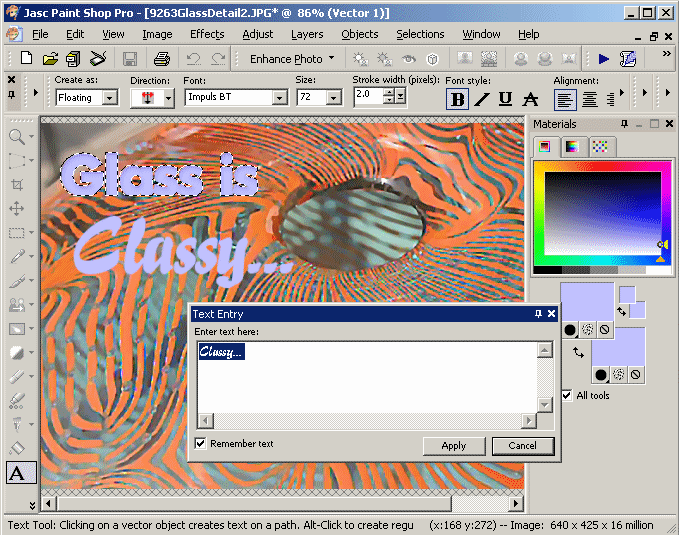 Jasc Paint Shop Pro - [9263GlassDetail2.JPG* @ 86% (Vector 1)]
File Edit View Image Effects Adjust Layers Objects Selections Window Help
Enhance Photo
Create as: Direction: Font: Size: Stroke width (pixels): Font style: Alignment:
Floating Impuls BT 72 2.0 B I U A
Materials
Glass is
Classy...
Text Entry
Enter text here:
Classy...
All tools
Remember text Apply Cancel
A
Text Tool: Clicking on a vector object creates text on a path. Alt-Click to create regu (x:168 y:272) -- Image: 640 x 425 x 16 million